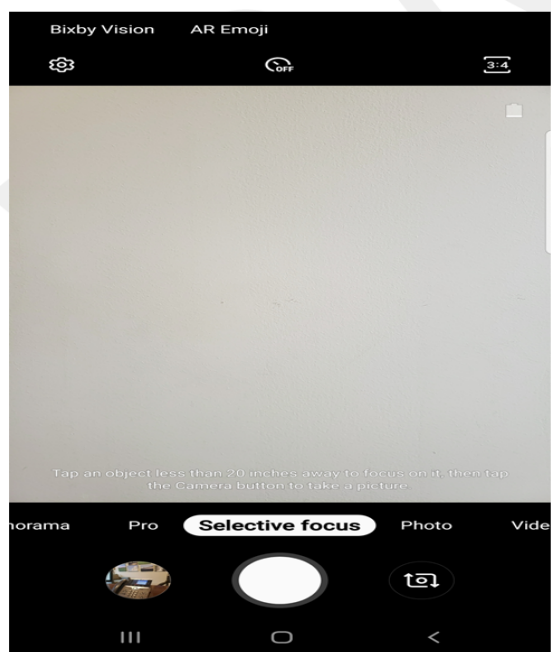 Bixby Vision AR Emoji
OFF 3:4
Tap an object less than 20 inches away to focus on it, then tap
the Camera button to take a picture.
norama Pro Selective focus Photo Vide